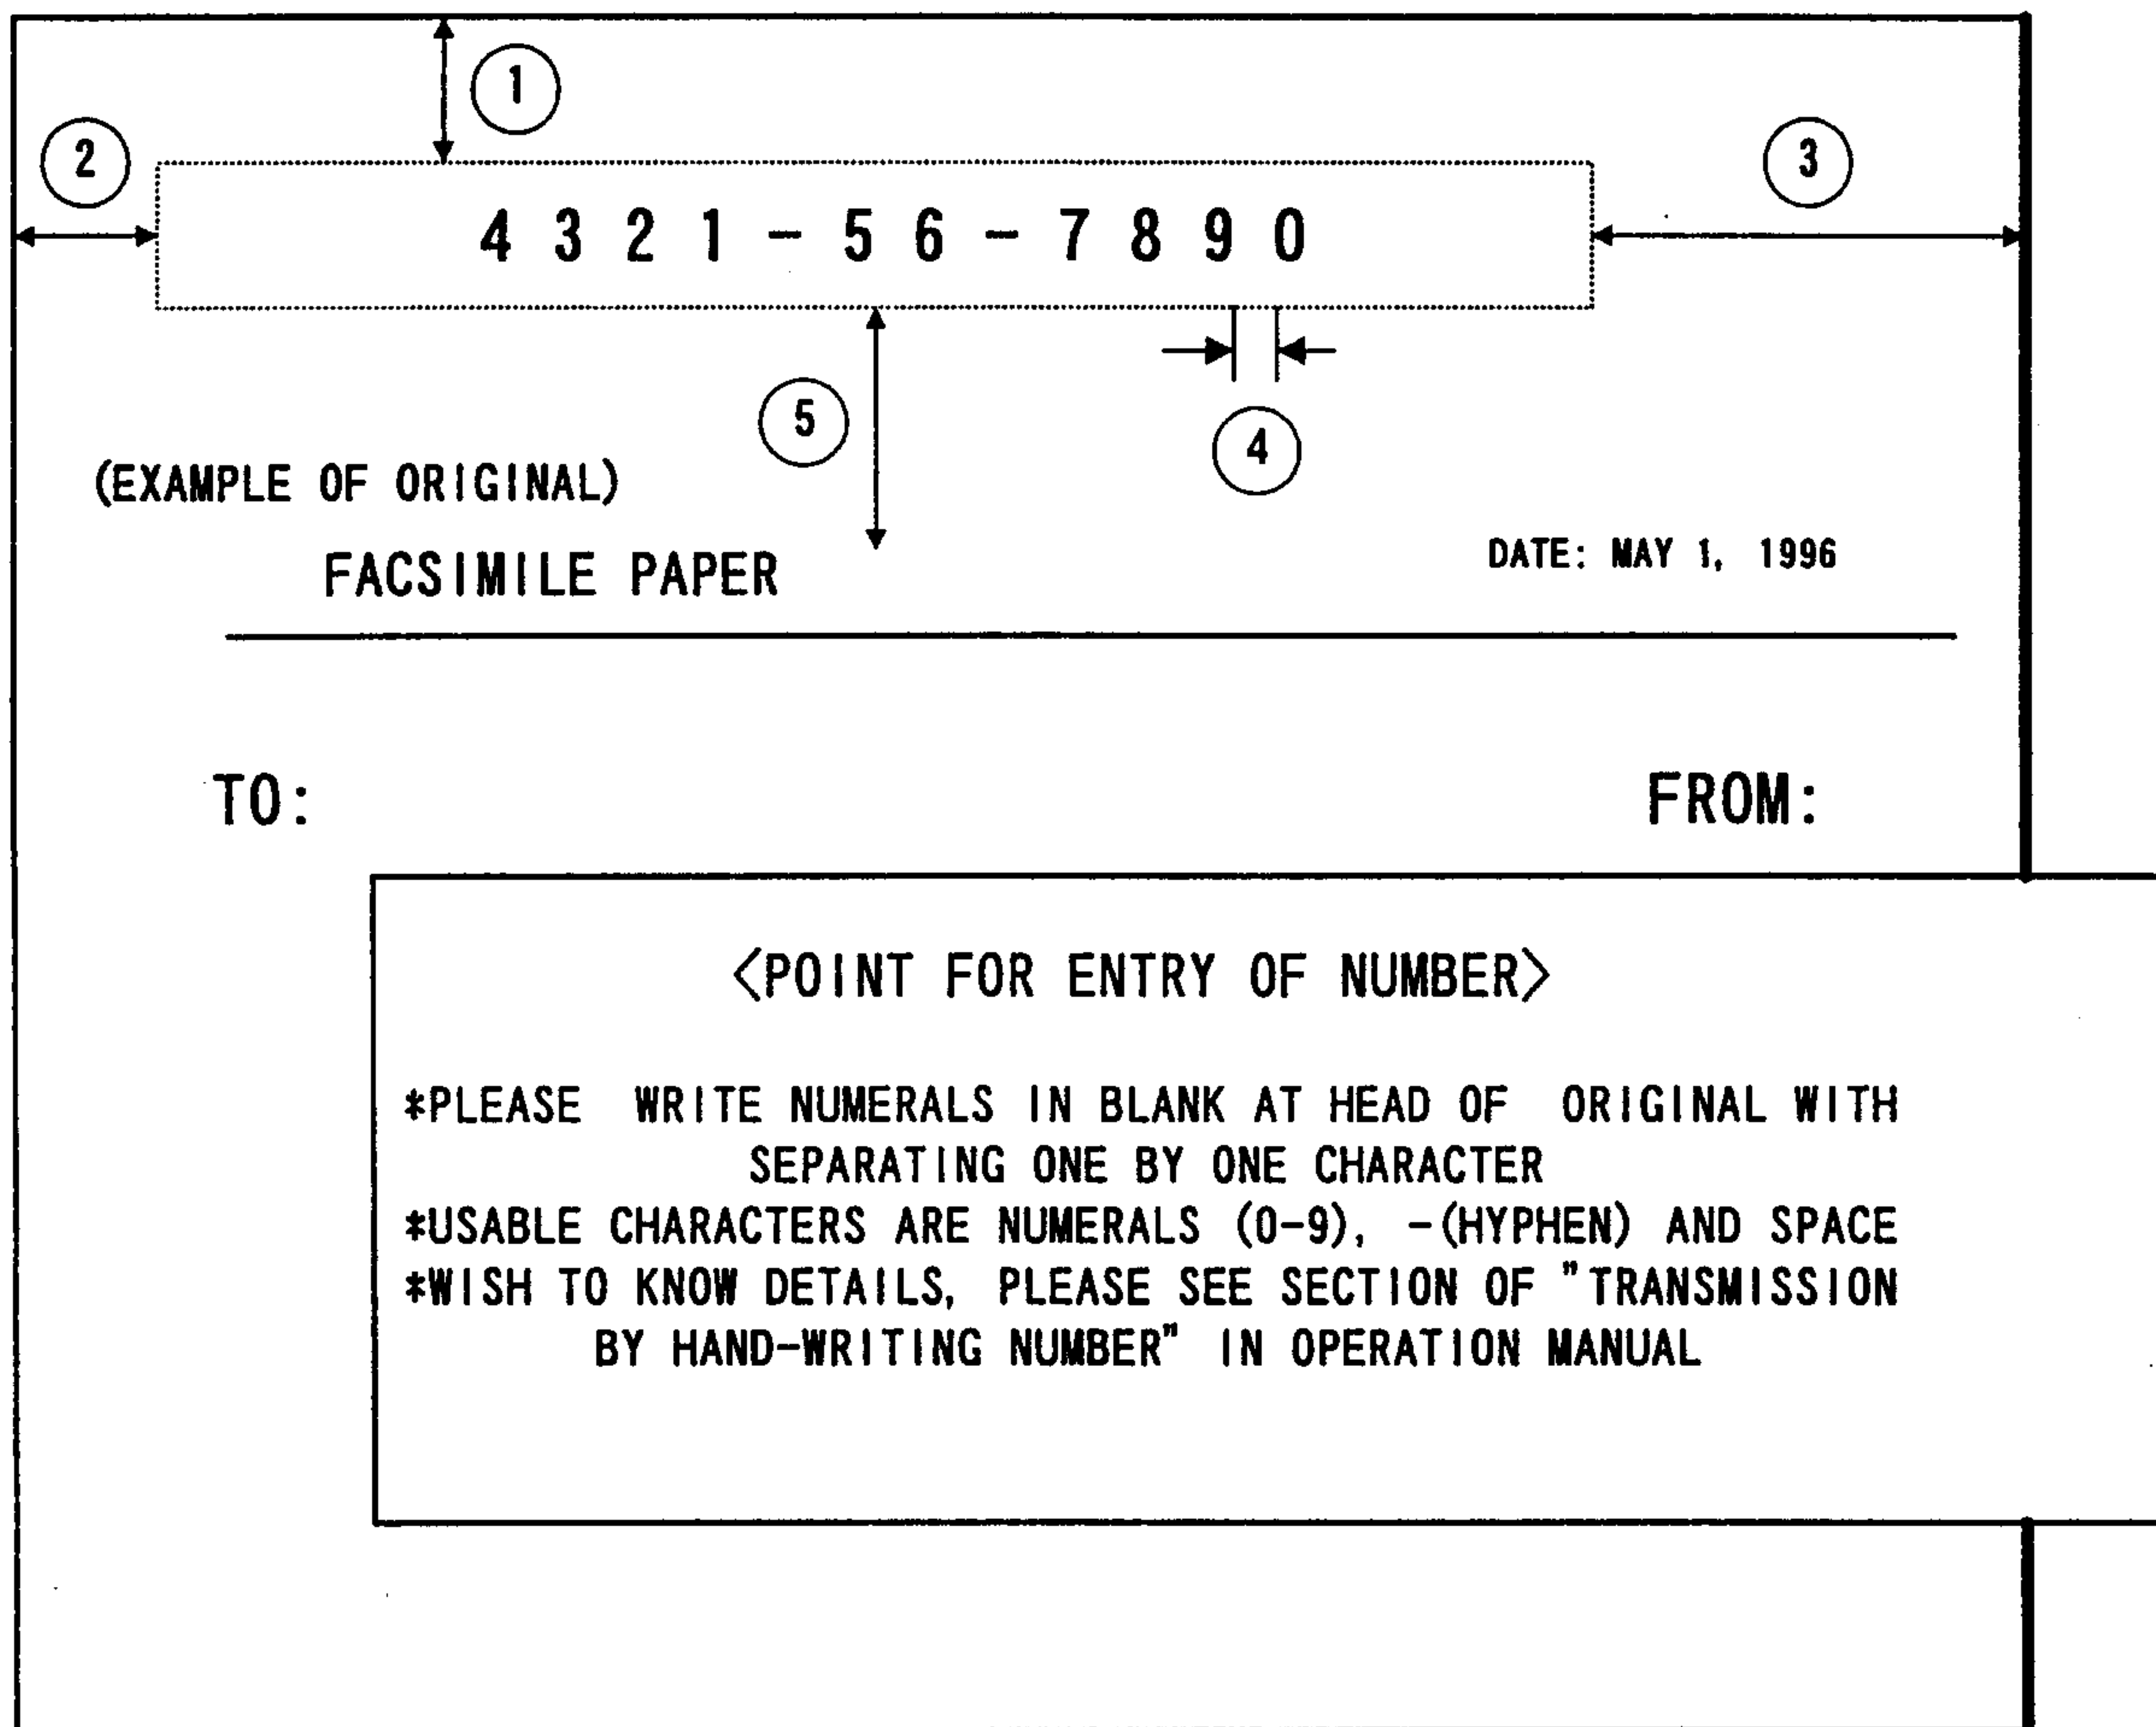 1
2
3
4 3 2 1 - 5 6 - 7 8 9 0
5
4
(EXAMPLE OF ORIGINAL)
FACSIMILE PAPER
DATE: MAY 1, 1996
TO:
FROM:
<POINT FOR ENTRY OF NUMBER>
*PLEASE WRITE NUMERALS IN BLANK AT HEAD OF ORIGINAL WITH
SEPARATING ONE BY ONE CHARACTER
*USABLE CHARACTERS ARE NUMERALS (0-9), -(HYPHEN) AND SPACE
*WISH TO KNOW DETAILS, PLEASE SEE SECTION OF "TRANSMISSION
BY HAND-WRITING NUMBER" IN OPERATION MANUAL